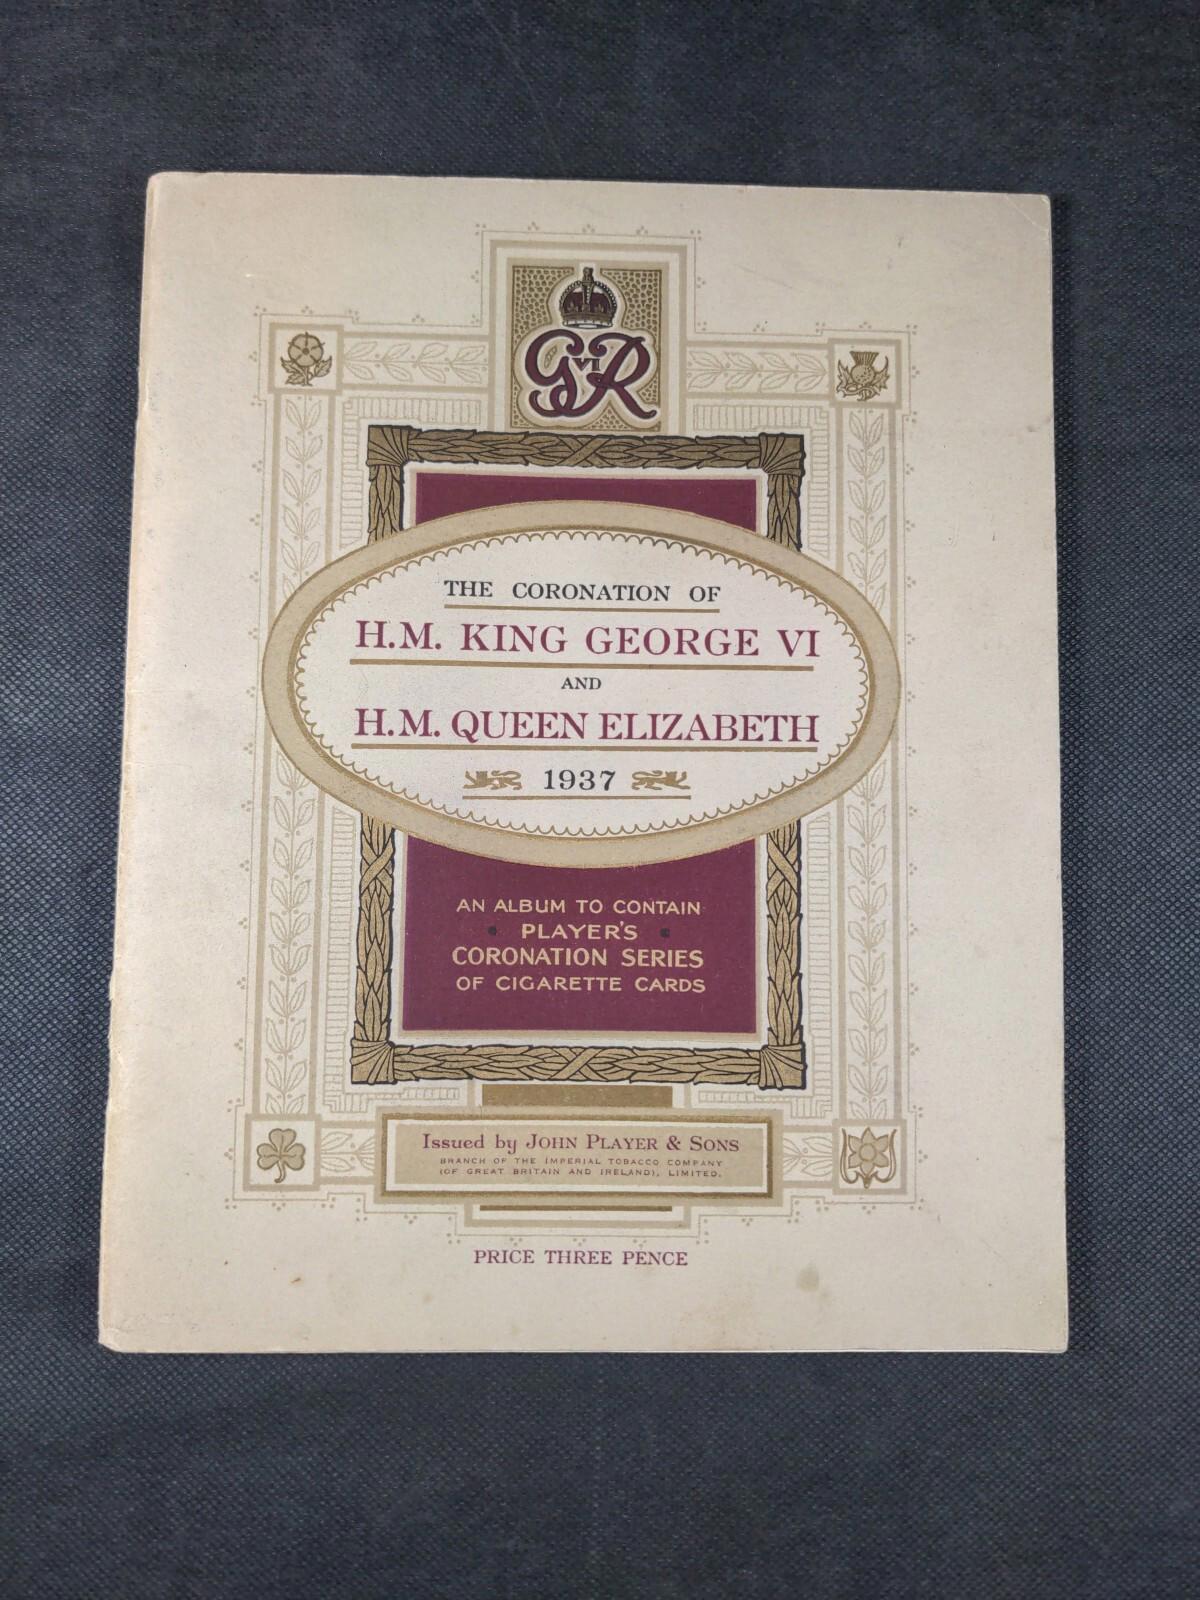 GVIR
THE CORONATION OF
H.M. KING GEORGE VI
AND
H.M. QUEEN ELIZABETH
1937
AN ALBUM TO CONTAIN
PLAYER'S
CORONATION SERIES
OF CIGARETTE CARDS
Issued by JOHN PLAYER & SONS
BRANCH OF THE IMPERIAL TOBACCO COMPANY
(OF GREAT BRITAIN AND IRELAND), LIMITED.
PRICE THREE PENCE